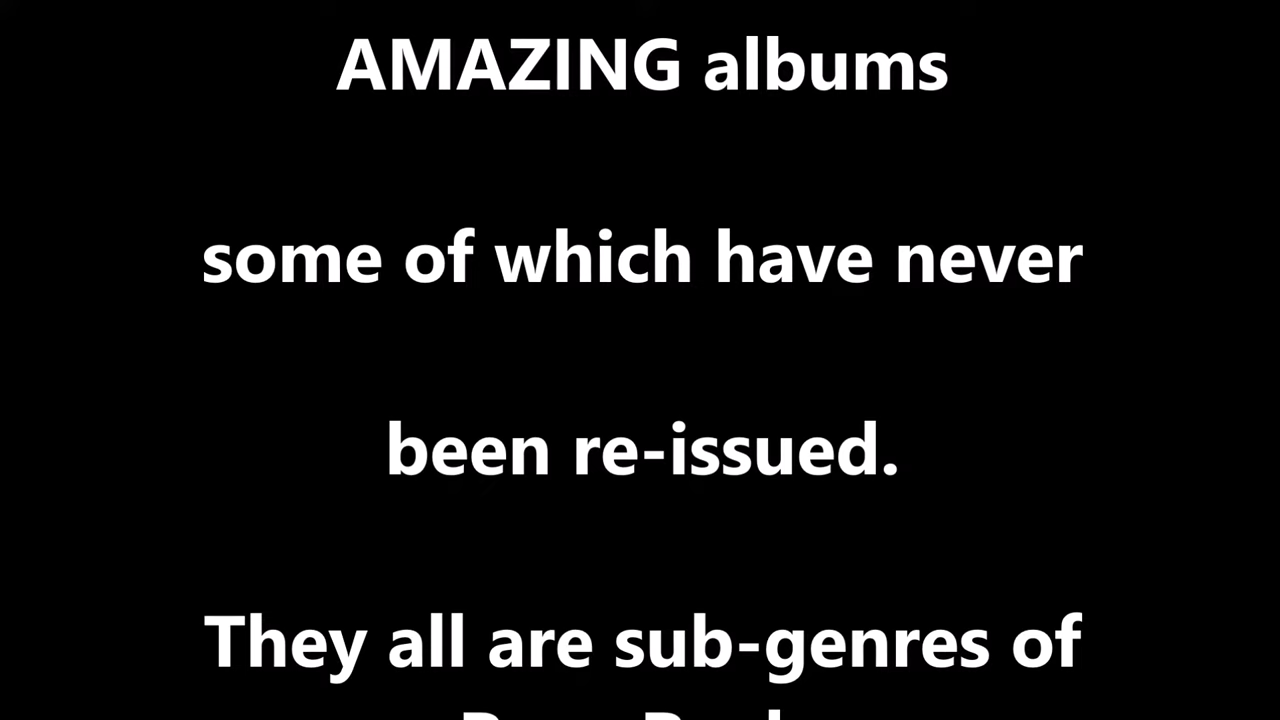 AMAZING albums
some of which have never
been re-issued.
They all are sub-genres of